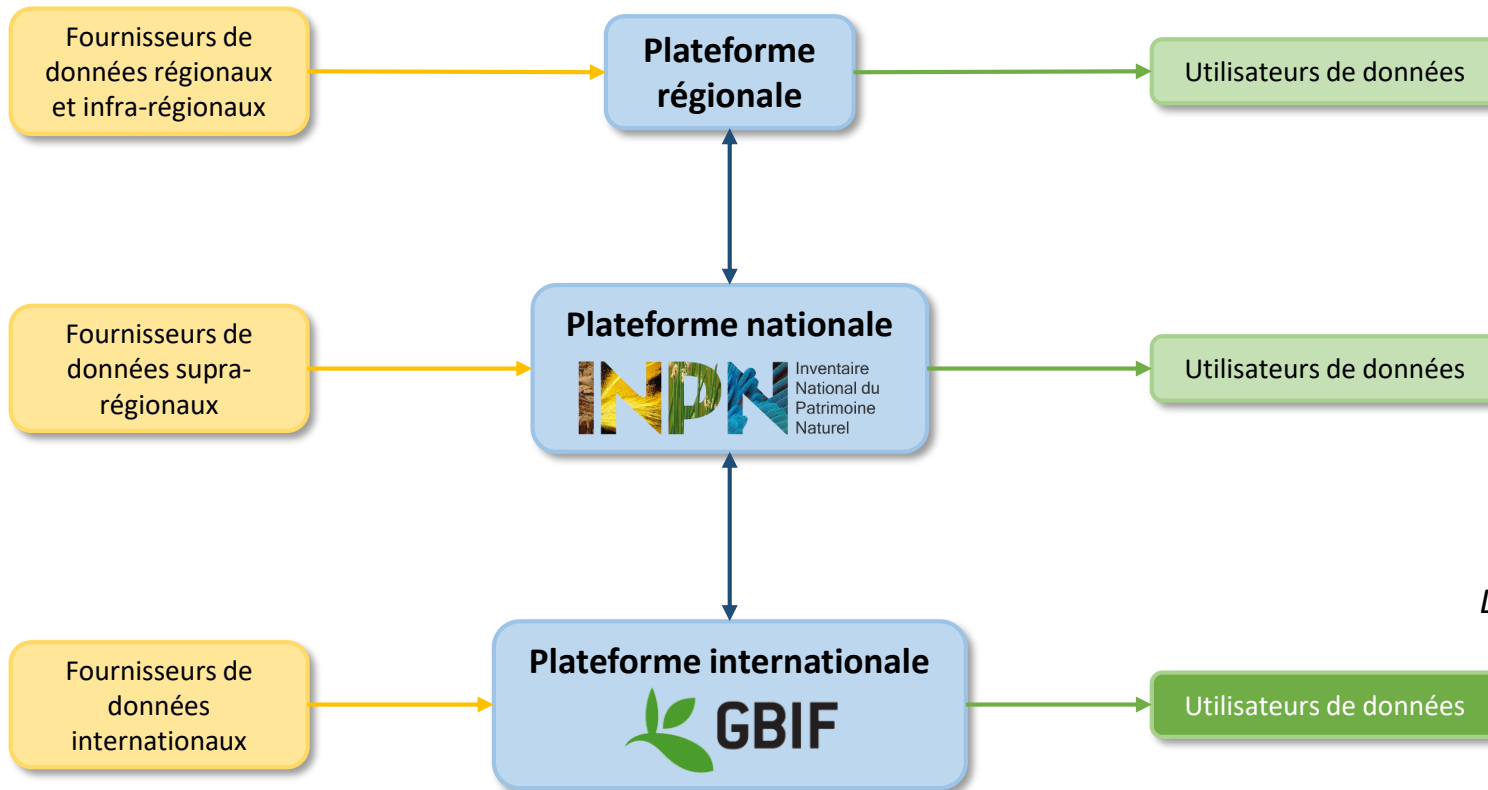 Fournisseurs de
données régionaux
et infra-régionaux
Plateforme
régionale
Utilisateurs de données
Fournisseurs de
données supra-
régionaux
Plateforme nationale
INPN
Inventaire
National du
Patrimoine
Naturel
Utilisateurs de données
Fournisseurs de
données
internationaux
Plateforme internationale
GBIF
Utilisateurs de données